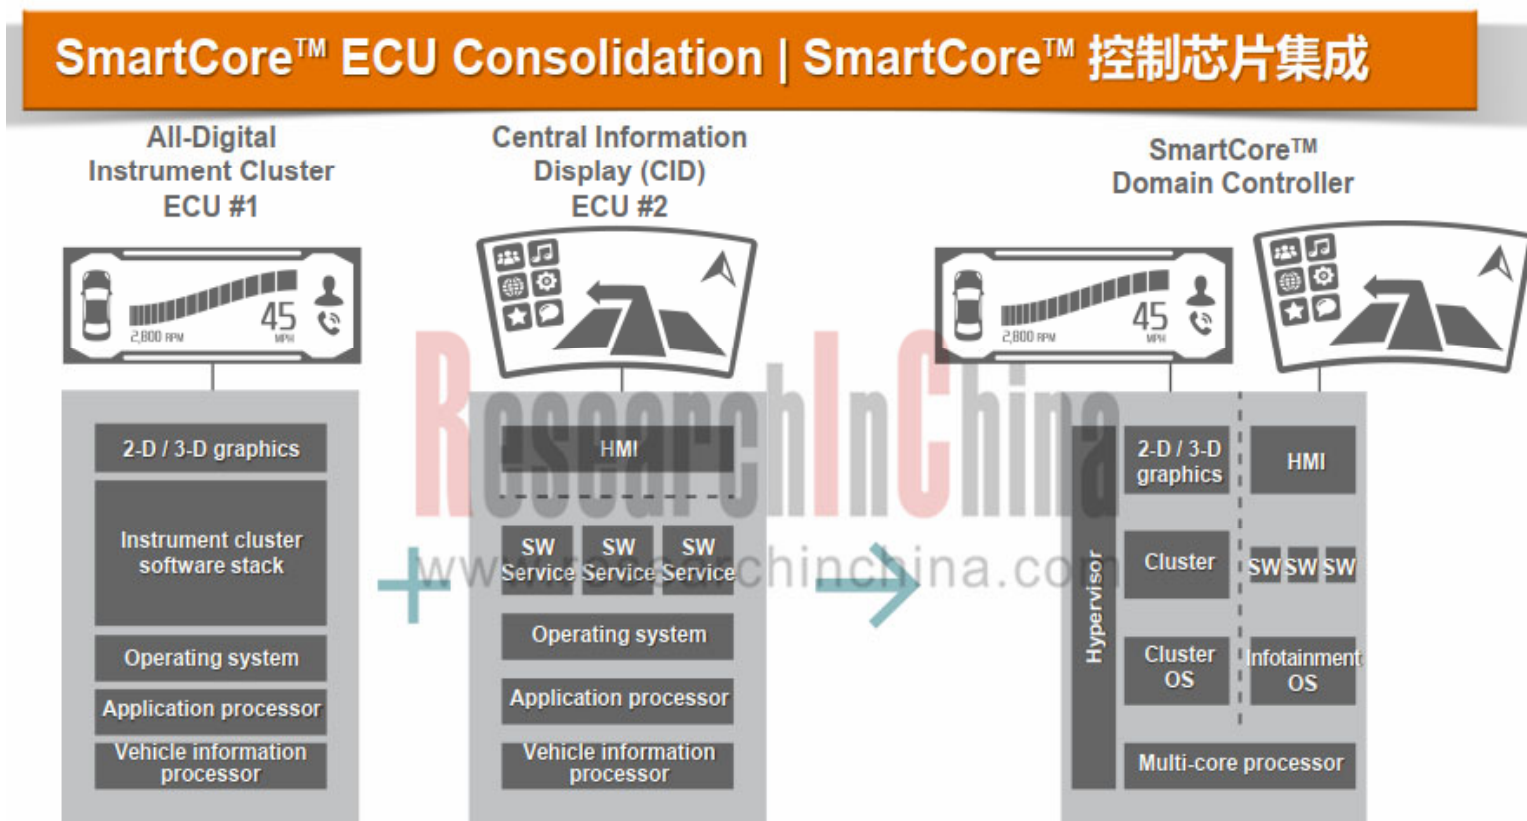 SmartCore™ ECU Consolidation | SmartCore™ 控制芯片集成
All-Digital
Instrument Cluster
ECU #1
Central Information
Display (CID)
ECU #2
SmartCore™
Domain Controller
2,800 RPM
45
MPH
2,800 RPM
45
MPH
2-D / 3-D graphics
Instrument cluster
software stack
Operating system
Application processor
Vehicle information
processor
HMI
SW
Service
SW
Service
SW
Service
Operating system
Application processor
Vehicle information
processor
Hypervisor
2-D / 3-D
graphics
Cluster
Cluster
OS
HMI
SW
SW
SW
Infotainment
OS
Multi-core processor
ResearchInChina
www.researchinchina.com